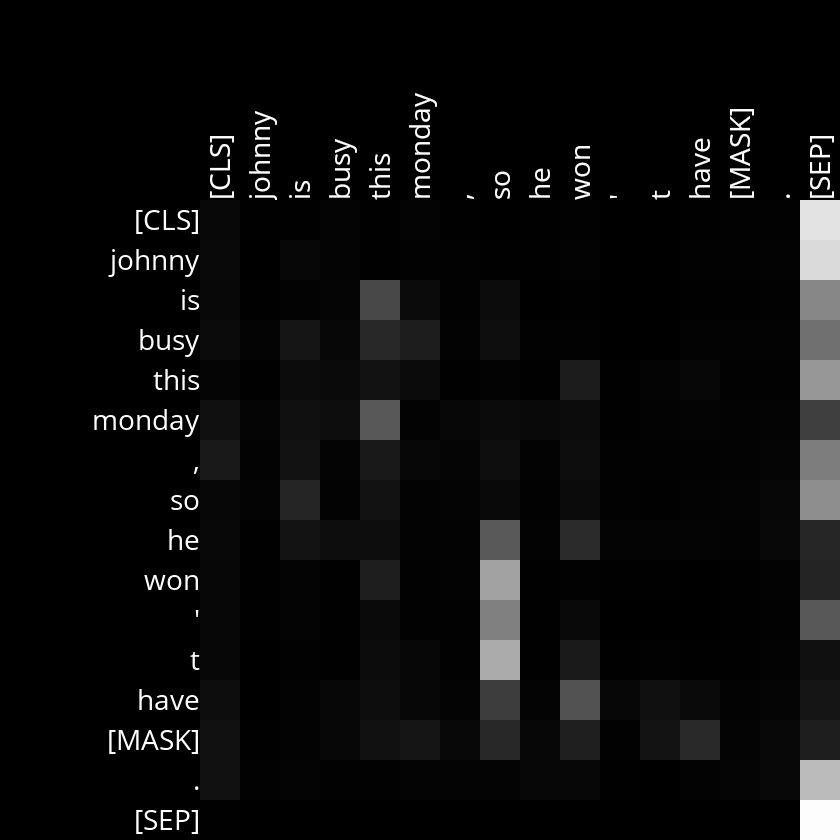 [CLS] johnny is busy this monday , so he won ' t have [MASK] . [SEP]
[CLS]
johnny
is
busy
this
monday
,
so
he
won
'
t
have
[MASK]
.
[SEP]